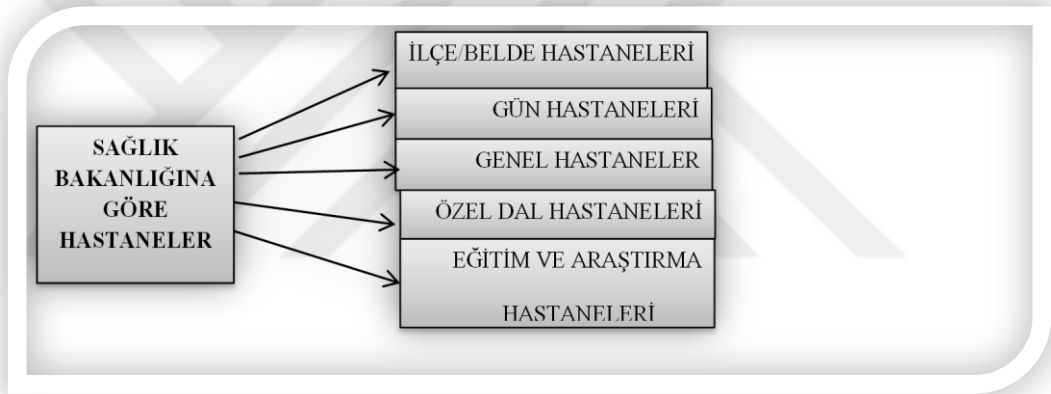 SAĞLIK
BAKANLIĞINA
GÖRE
HASTANELER
İLÇE/BELDE HASTANELERİ
GÜN HASTANELERİ
GENEL HASTANELER
ÖZEL DAL HASTANELERİ
EĞİTİM VE ARAŞTIRMA
HASTANELERİ